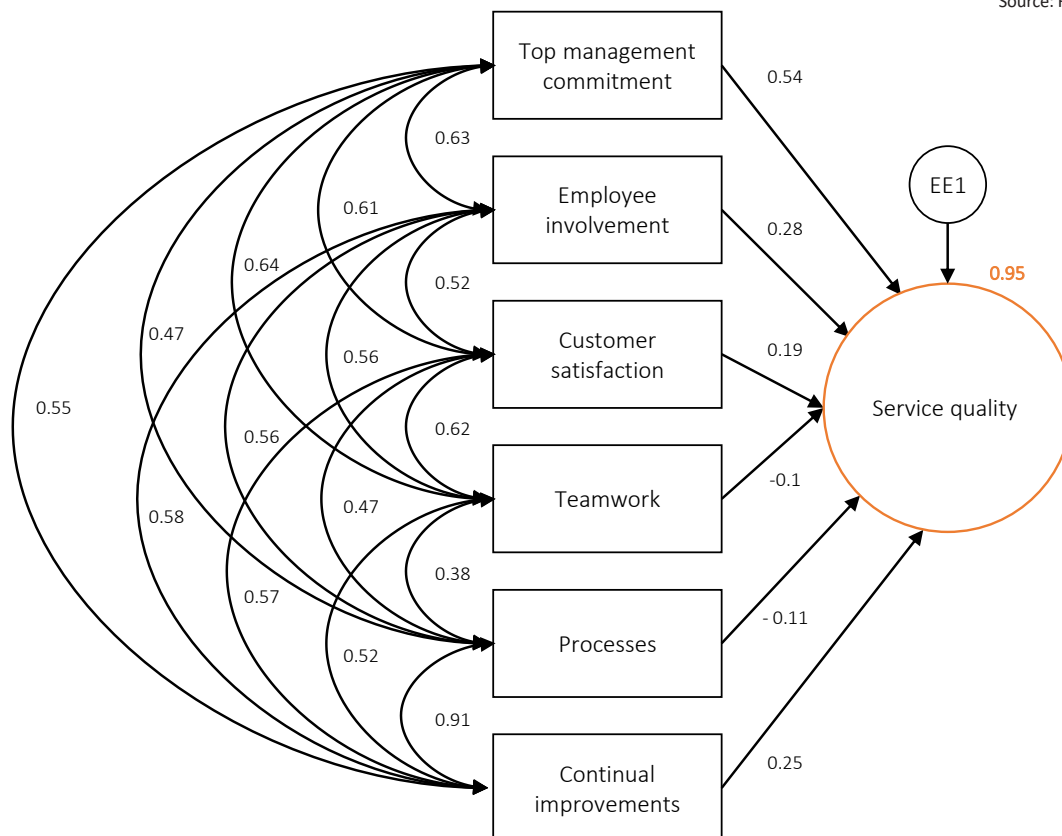 Source:
Top management
commitment
0.54
0.63
EE1
Employee
involvement
0.61
0.28
0.64
0.52
0.95
0.47
Customer
satisfaction
0.19
0.56
0.55
Service quality
0.56
0.62
Teamwork
-0.1
0.58
0.47
0.38
0.57
- 0.11
Processes
0.52
0.91
0.25
Continual
improvements